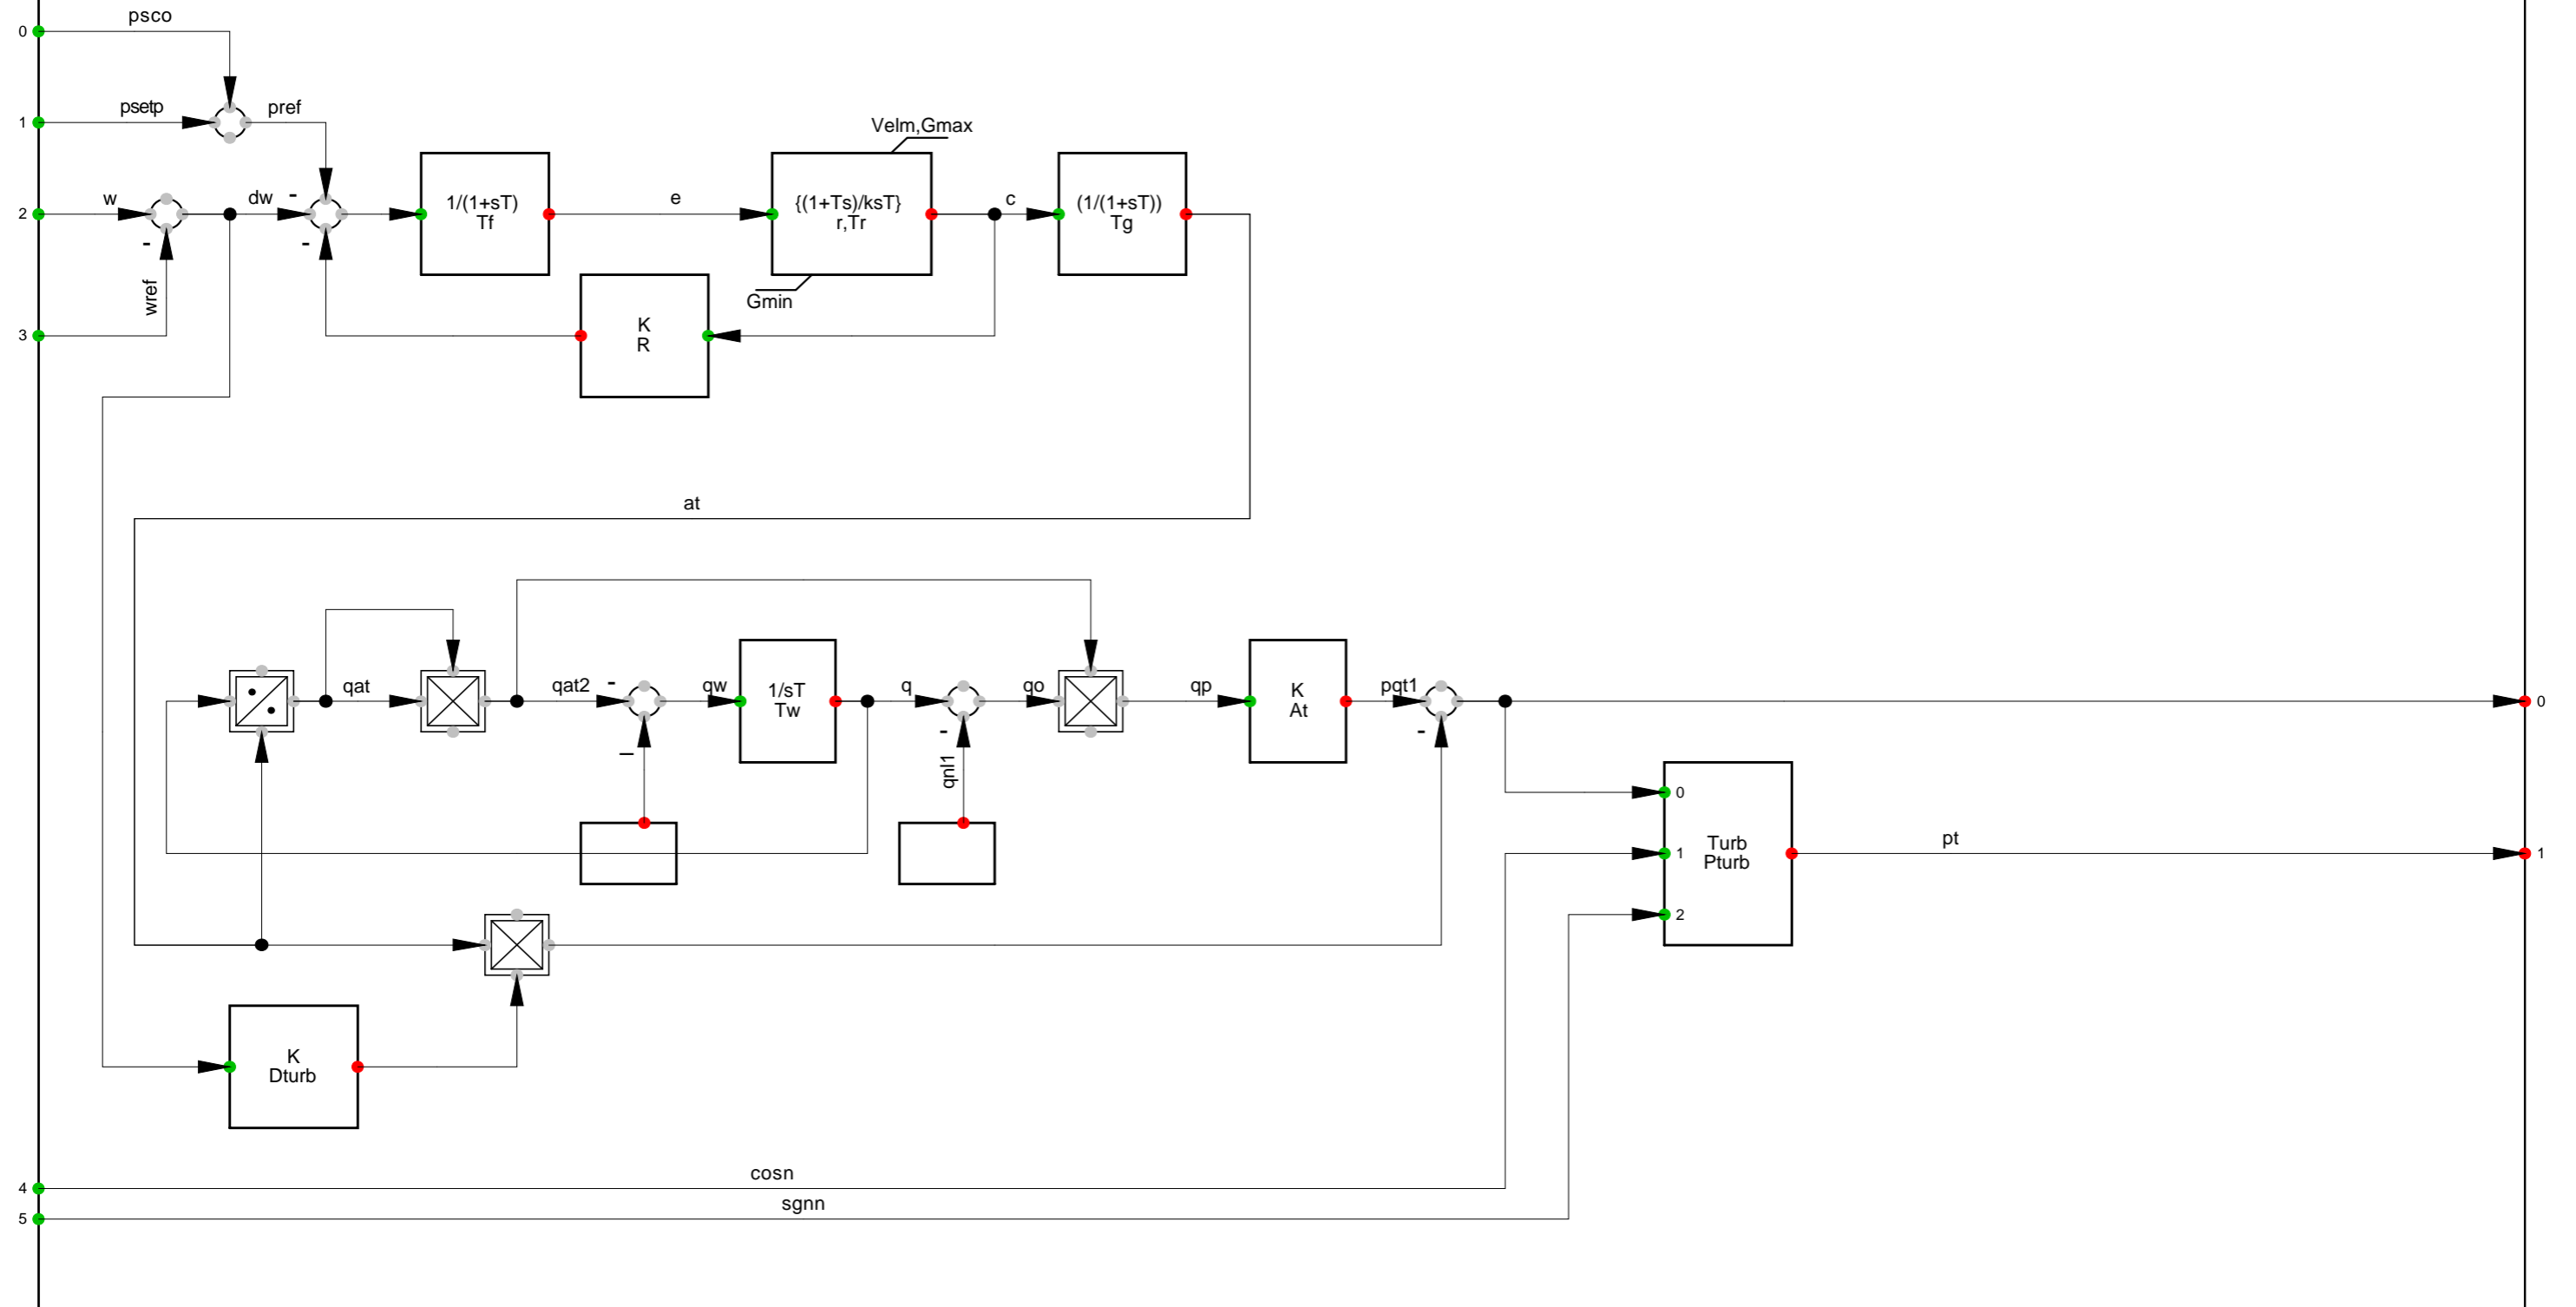 psco
0
psetp
pref
1
Velm,Gmax
w
dw
-
2
1/(1+sT)
Tf
e
{(1+Ts)/ksT}
r,Tr
c
(1/(1+sT))
Tg
-
-
wref
Gmin
3
K
R
at
qat
qat2
-
qw
1/sT
Tw
q
qo
qp
K
At
pqt1
0
-
-
-
qnl1
0
Turb
Pturb
1
pt
1
2
K
Dturb
cosn
4
sgnn
5